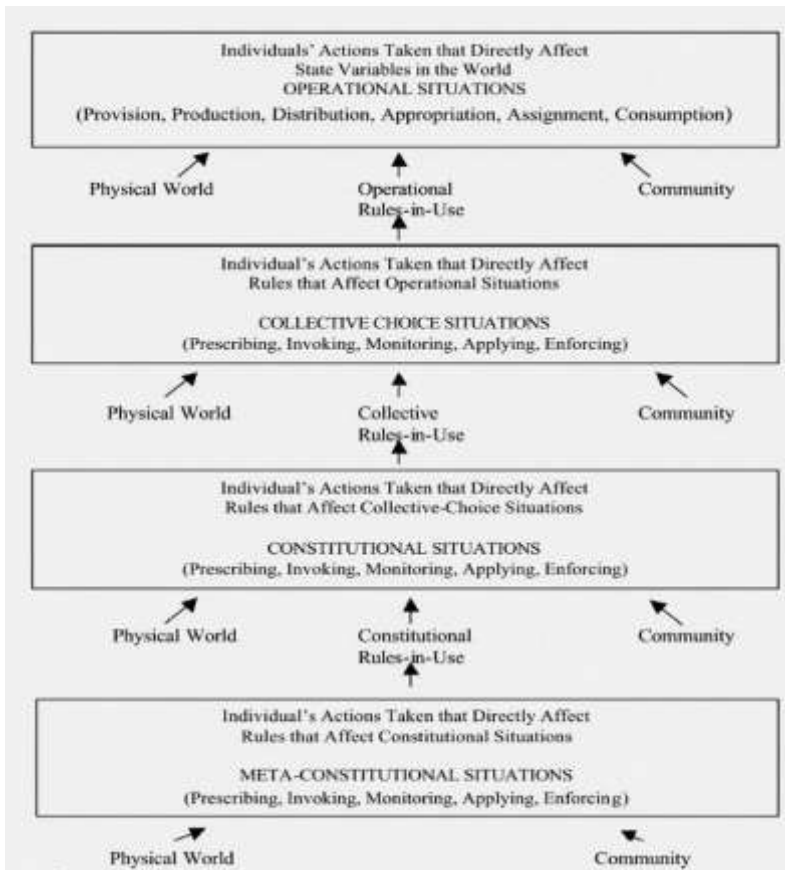 Individuals' Actions Taken that Directly Affect
State Variables in the World
OPERATIONAL SITUATIONS
(Provision, Production, Distribution, Appropriation, Assignment, Consumption)
Physical World
Operational
Rules-in-Use
Community
Individual's Actions Taken that Directly Affect
Rules that Affect Operational Situations
COLLECTIVE CHOICE SITUATIONS
(Prescribing, Invoking, Monitoring, Applying, Enforcing)
Physical World
Collective
Rules-in-Use
Community
Individual's Actions Taken that Directly Affect
Rules that Affect Collective-Choice Situations
CONSTITUTIONAL SITUATIONS
(Prescribing, Invoking, Monitoring, Applying, Enforcing)
Physical World
Constitutional
Rules-in-Use
Community
Individual's Actions Taken that Directly Affect
Rules that Affect Constitutional Situations
META-CONSTITUTIONAL SITUATIONS
(Prescribing, Invoking, Monitoring, Applying, Enforcing)
Physical World
Community